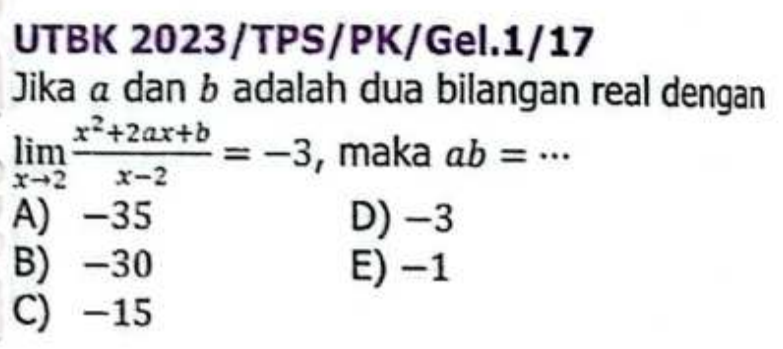 UTBK 2023/TPS/PK/Gel.1/17
Jika a dan b adalah dua bilangan real dengan
lim x→2 x²+2ax+b / x−2 = −3, maka ab = ⋯
A) −35 D) −3
B) −30 E) −1
C) −15